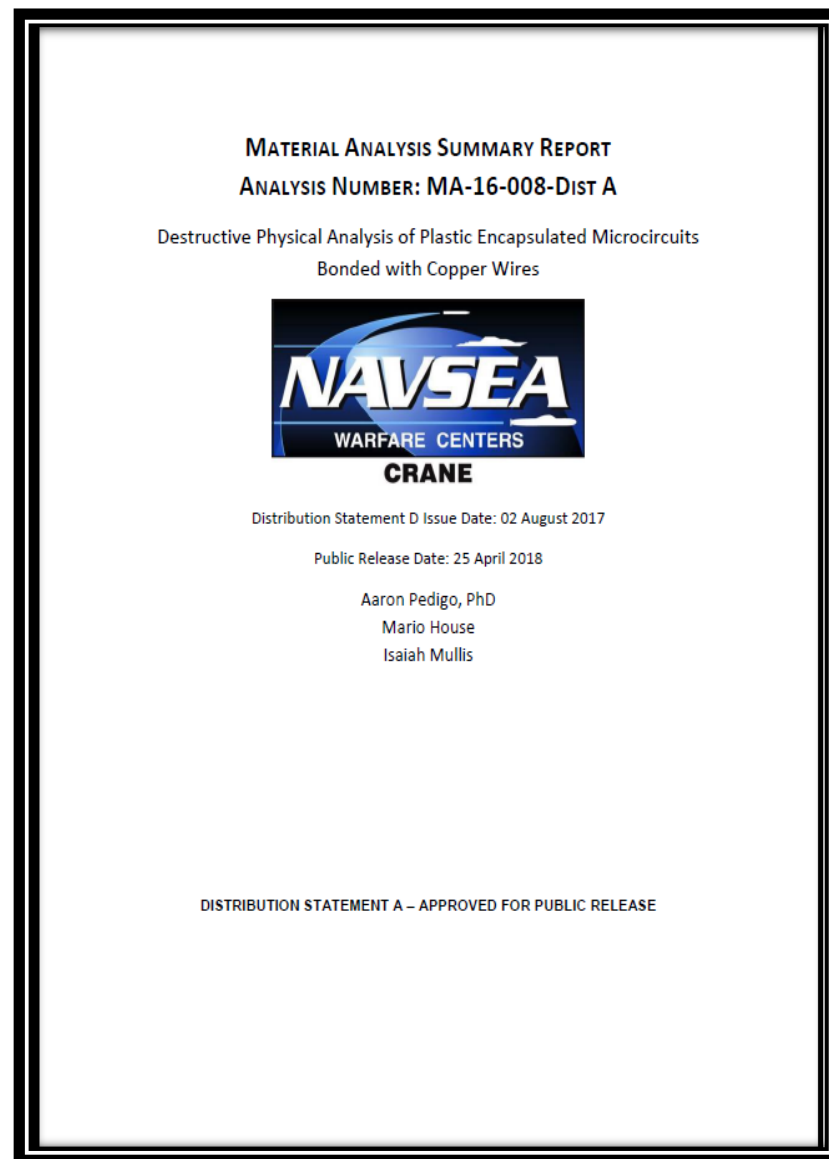 MATERIAL ANALYSIS SUMMARY REPORT
ANALYSIS NUMBER: MA-16-008-DIST A
Destructive Physical Analysis of Plastic Encapsulated Microcircuits
Bonded with Copper Wires
NAVSEA
WARFARE CENTERS
CRANE
Distribution Statement D Issue Date: 02 August 2017
Public Release Date: 25 April 2018
Aaron Pedigo, PhD
Mario House
Isaiah Mullis
DISTRIBUTION STATEMENT A – APPROVED FOR PUBLIC RELEASE